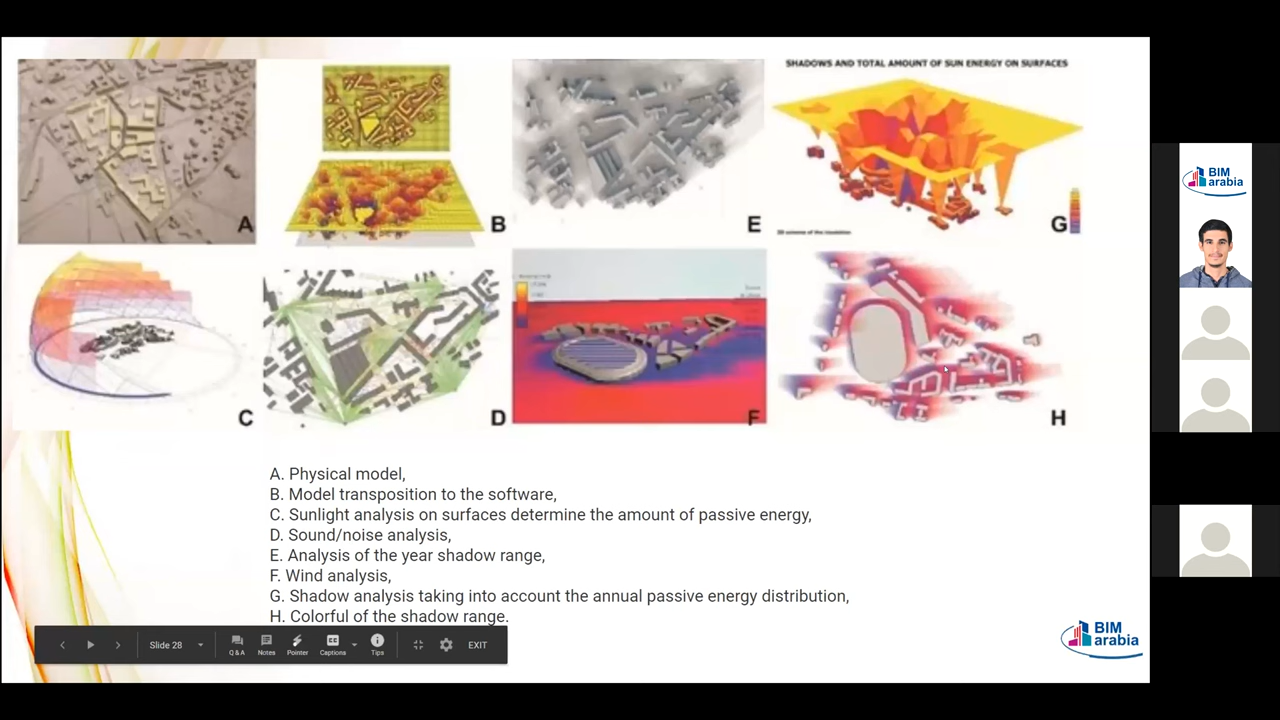 SHADOWS AND TOTAL AMOUNT OF SUN ENERGY ON SURFACES
A
B
E
G
C
D
F
H
A. Physical model,
B. Model transposition to the software,
C. Sunlight analysis on surfaces determine the amount of passive energy,
D. Sound/noise analysis,
E. Analysis of the year shadow range,
F. Wind analysis,
G. Shadow analysis taking into account the annual passive energy distribution,
H. Colorful of the shadow range.
Slide 28
Q & A
Notes
Pointer
Captions
Tips
EXIT
BIM
arabia
BIM
arabia